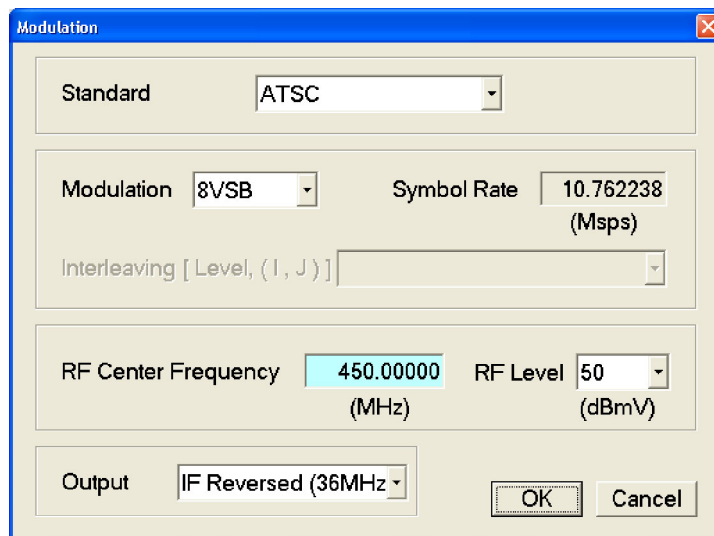 Modulation
Standard ATSC
Modulation 8VSB Symbol Rate 10.762238
(Msps)
Interleaving [ Level, ( I , J ) ]
RF Center Frequency 450.00000 RF Level 50
(MHz) (dBmV)
Output IF Reversed (36MHz
OK Cancel